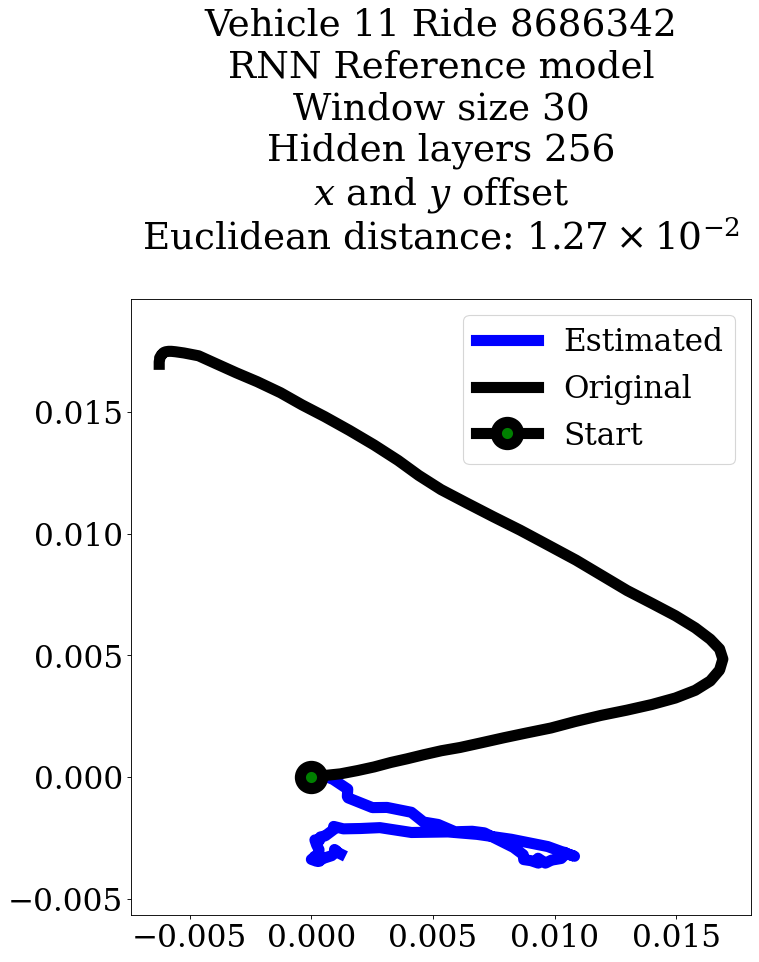 Vehicle 11 Ride 8686342
RNN Reference model
Window size 30
Hidden layers 256
x and y offset
Euclidean distance: 1.27 × 10⁻²
Estimated
Original
Start
0.015
0.010
0.005
0.000
−0.005
−0.005 0.000 0.005 0.010 0.015